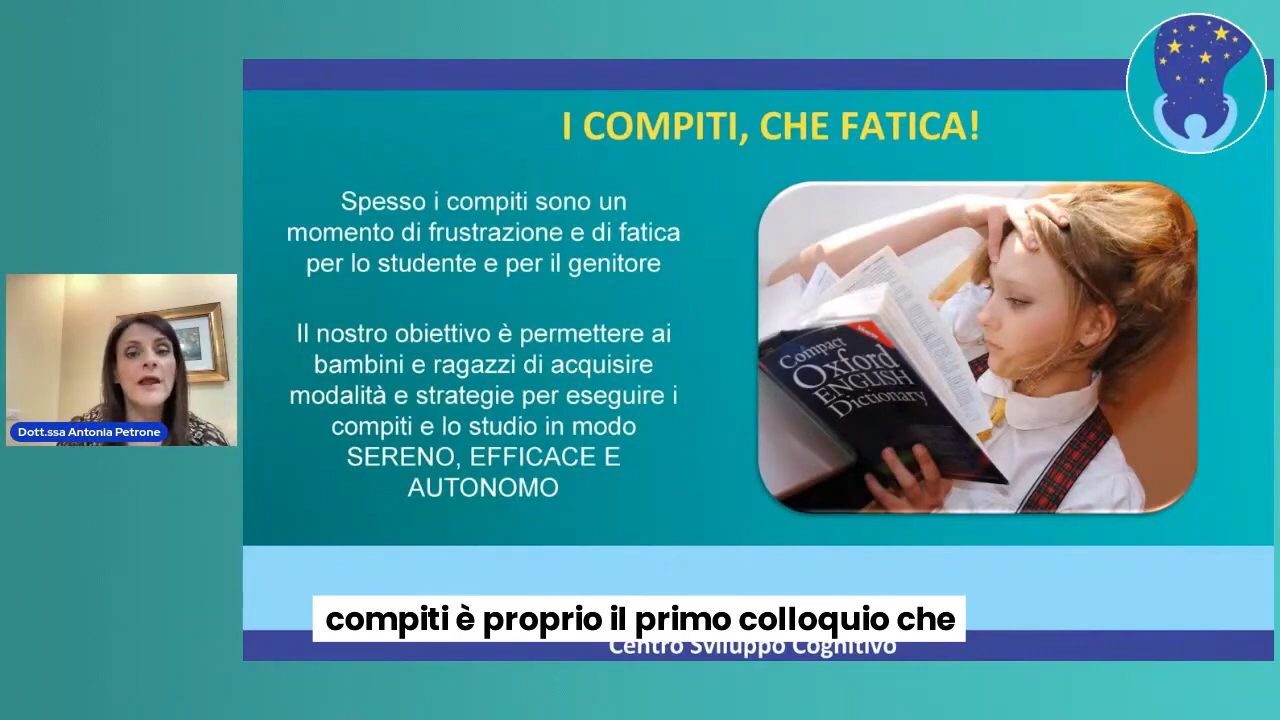 I COMPITI, CHE FATICA!
Spesso i compiti sono un
momento di frustrazione e di fatica
per lo studente e per il genitore
Il nostro obiettivo è permettere ai
bambini e ragazzi di acquisire
modalità e strategie per eseguire i
compiti e lo studio in modo
SERENO, EFFICACE E
AUTONOMO
Compact
Oxford
ENGLISH
Dictionary
Dott.ssa Antonia Petrone
compiti è proprio il primo colloquio che
Centro Sviluppo Cognitivo